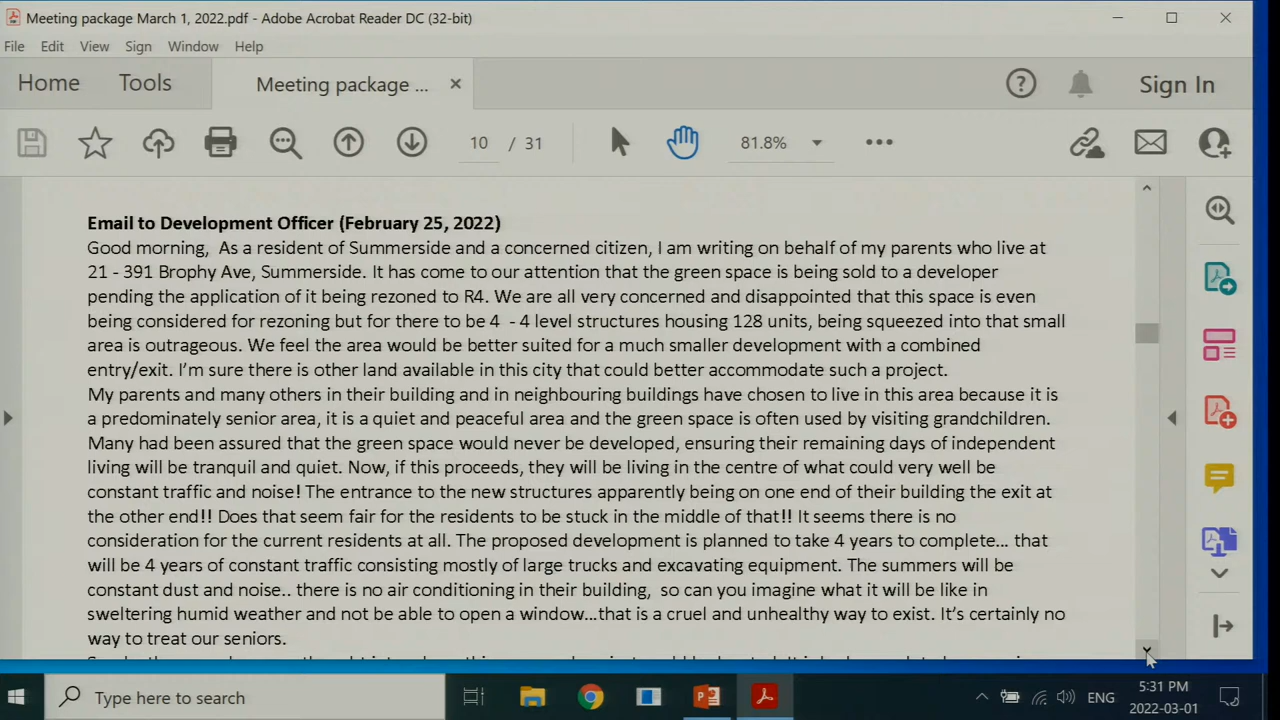 Meeting package March 1, 2022.pdf - Adobe Acrobat Reader DC (32-bit)
File Edit View Sign Window Help
Home Tools Meeting package ... Sign In
10 / 31 81.8%
Email to Development Officer (February 25, 2022)
Good morning,  As a resident of Summerside and a concerned citizen, I am writing on behalf of my parents who live at
21 - 391 Brophy Ave, Summerside. It has come to our attention that the green space is being sold to a developer
pending the application of it being rezoned to R4. We are all very concerned and disappointed that this space is even
being considered for rezoning but for there to be 4  - 4 level structures housing 128 units, being squeezed into that small
area is outrageous. We feel the area would be better suited for a much smaller development with a combined
entry/exit. I'm sure there is other land available in this city that could better accommodate such a project.
My parents and many others in their building and in neighbouring buildings have chosen to live in this area because it is
a predominately senior area, it is a quiet and peaceful area and the green space is often used by visiting grandchildren.
Many had been assured that the green space would never be developed, ensuring their remaining days of independent
living will be tranquil and quiet. Now, if this proceeds, they will be living in the centre of what could very well be
constant traffic and noise! The entrance to the new structures apparently being on one end of their building the exit at
the other end!! Does that seem fair for the residents to be stuck in the middle of that!! It seems there is no
consideration for the current residents at all. The proposed development is planned to take 4 years to complete... that
will be 4 years of constant traffic consisting mostly of large trucks and excavating equipment. The summers will be
constant dust and noise.. there is no air conditioning in their building,  so can you imagine what it will be like in
sweltering humid weather and not be able to open a window...that is a cruel and unhealthy way to exist. It's certainly no
way to treat our seniors.
Type here to search
ENG
5:31 PM
2022-03-01